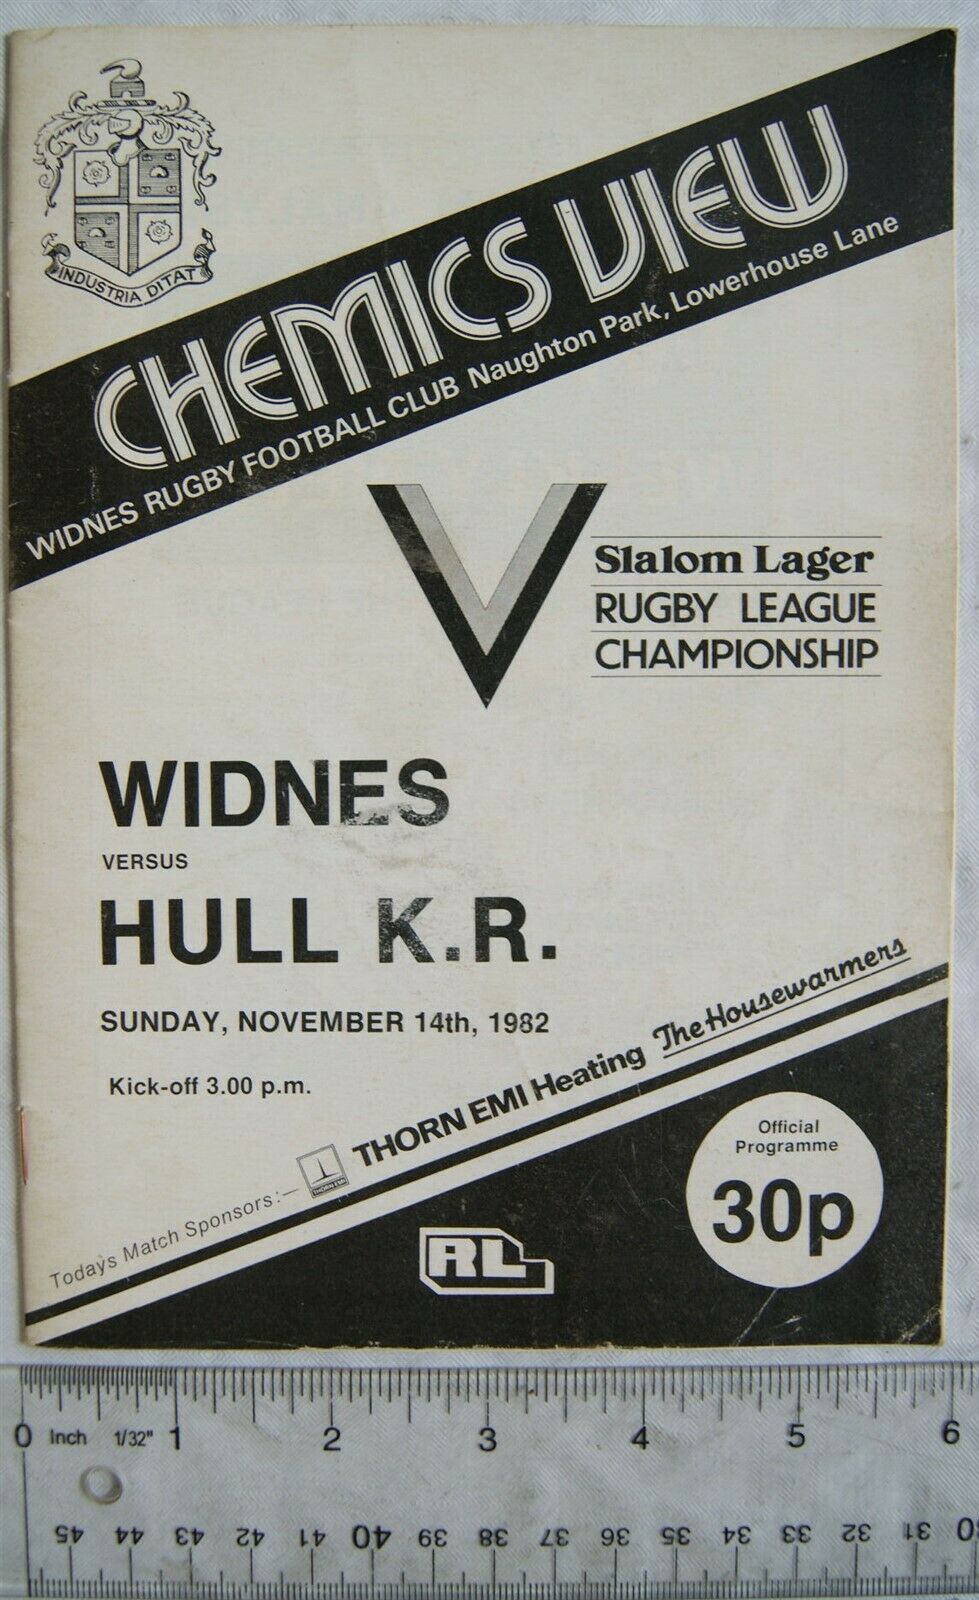 INDUSTRIA DITAT
CHEMICS VIEW
WIDNES RUGBY FOOTBALL CLUB Naughton Park, Lowerhouse Lane
V
Slalom Lager
RUGBY LEAGUE
CHAMPIONSHIP
WIDNES
VERSUS
HULL K.R.
SUNDAY, NOVEMBER 14th, 1982
Kick-off 3.00 p.m.
Todays Match Sponsors:- THORN EMI THORN EMI Heating The Housewarmers
Official
Programme
30p
RL
0 Inch 1/32" 1 2 3 4 5 6
45 44 43 42 41 40 39 38 37 36 35 34 33 32 31 30